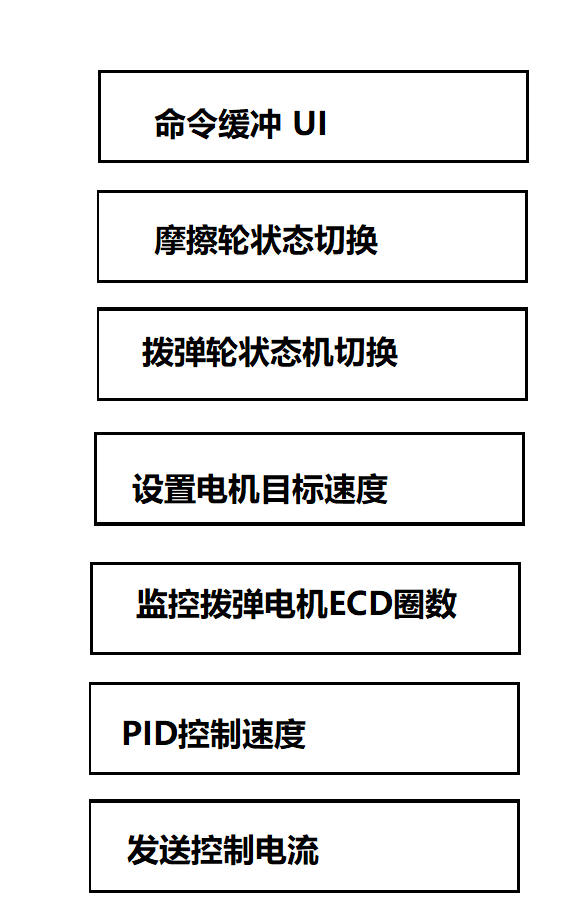 命令缓冲 UI
摩擦轮状态切换
拨弹轮状态机切换
设置电机目标速度
监控拨弹电机ECD圈数
PID控制速度
发送控制电流